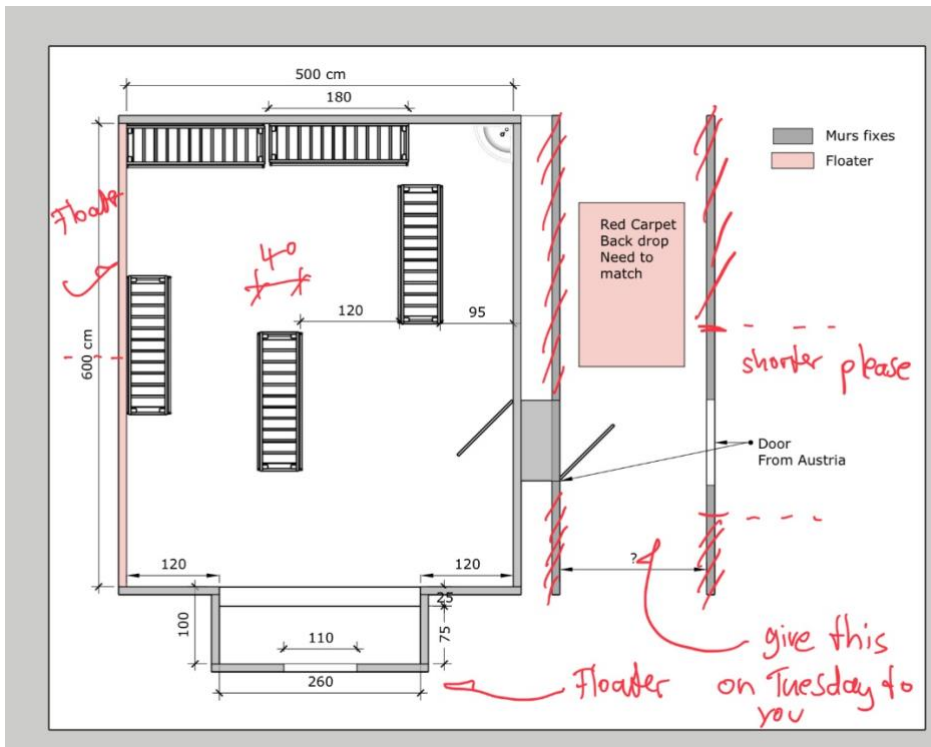 500 cm
180
Murs fixes
Floater
Floater
Red Carpet
Back drop
Need to
match
40
120
95
600 cm
shorter please
Door
From Austria
120
120
?
25
100
110
75
260
Floater
give this
on Tuesday to
you